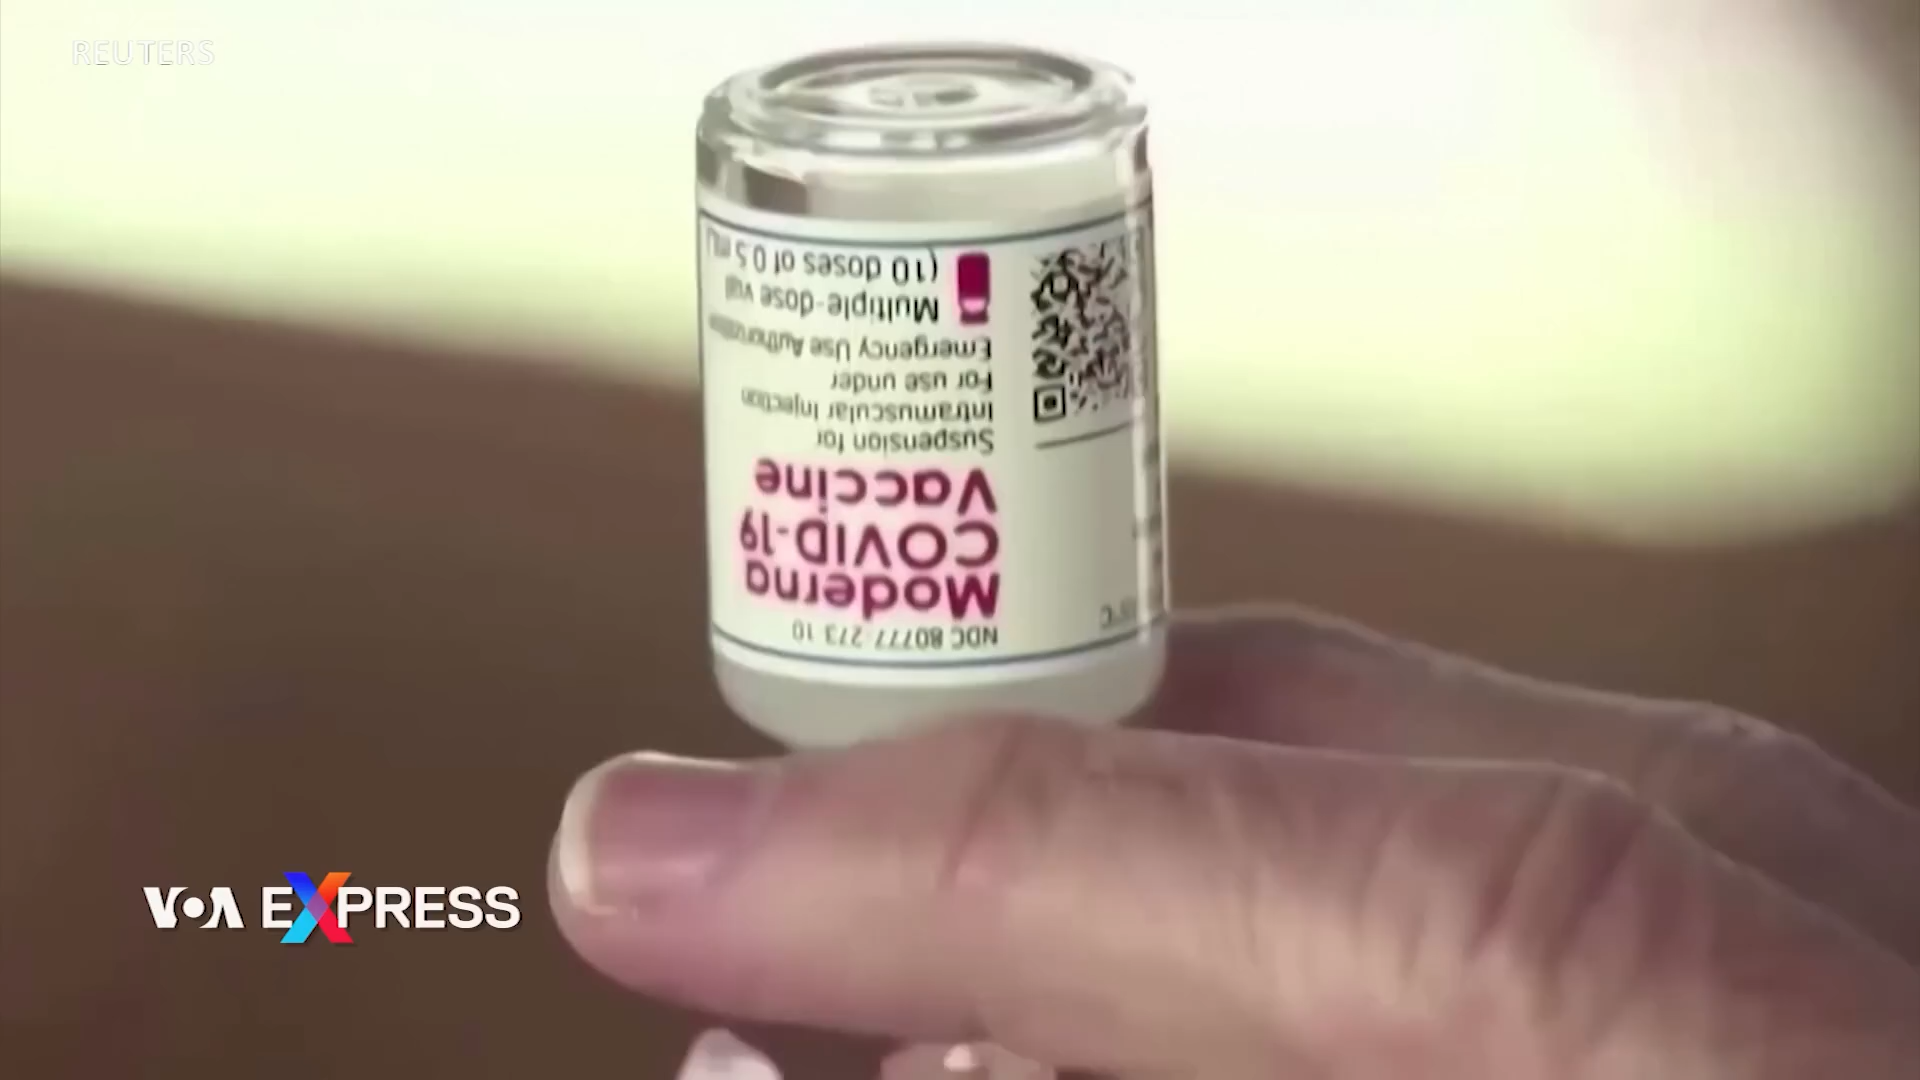 REUTERS
NDC 80777-273-10
Moderna
COVID-19
Vaccine
Suspension for
Intramuscular Injection
For use under
Emergency Use Authorization
Multiple-dose vial
(10 doses of 0.5 mL)
VOA EXPRESS